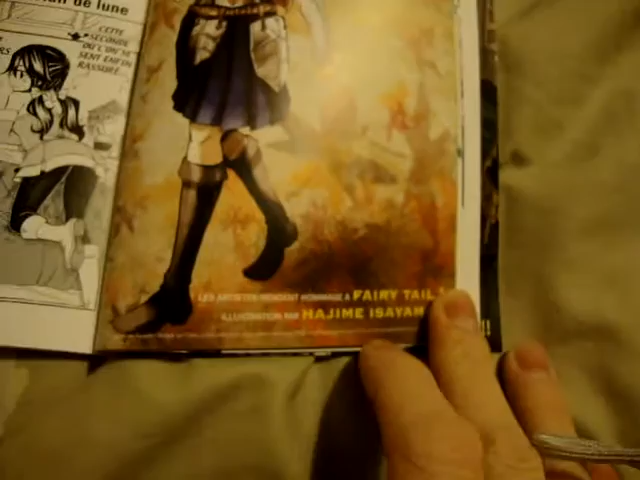 de lune
CETTE
SECONDE
OÙ L'ON SE
SENT ENFIN
RASSURÉ...
LES ARTISTES RENDENT HOMMAGE À FAIRY TAIL !
ILLUSTRATION PAR HAJIME ISAYAM